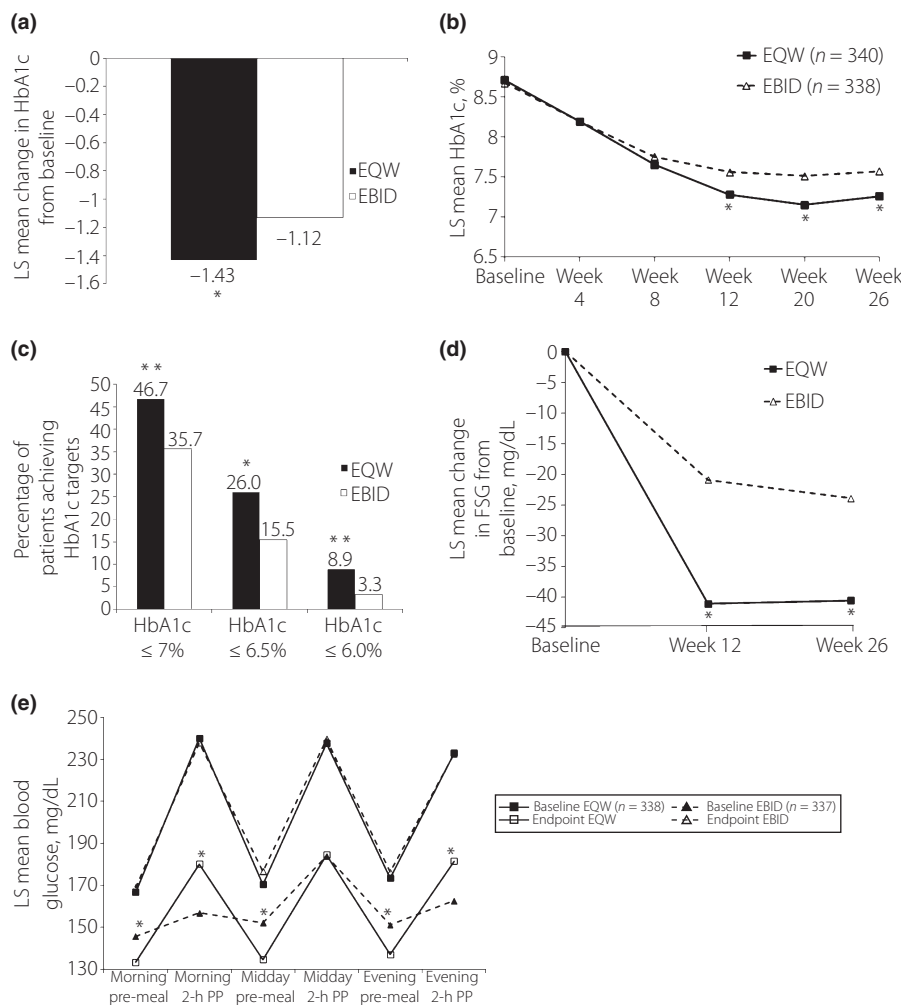 (a)
LS mean change in HbA1c
from baseline
0
−0.2
−0.4
−0.6
−0.8
−1
−1.2
−1.4
−1.6
−1.43
*
−1.12
EQW
EBID
(b)
LS mean HbA1c, %
9
8.5
8
7.5
7
6.5
EQW (n = 340)
EBID (n = 338)
* * *
Baseline Week Week Week Week Week
4 8 12 20 26
(c)
Percentage of
patients achieving
HbA1c targets
50
45
40
35
30
25
20
15
10
5
0
* *
46.7
35.7
*
26.0
15.5
* *
8.9
3.3
EQW
EBID
HbA1c HbA1c HbA1c
≤ 7% ≤ 6.5% ≤ 6.0%
(d)
LS mean change
in FSG from
baseline, mg/dL
0
−5
−10
−15
−20
−25
−30
−35
−40
−45
EQW
EBID
* *
Baseline Week 12 Week 26
(e)
LS mean blood
glucose, mg/dL
250
230
210
190
170
150
130
* * * * *
Morning Morning Midday Midday Evening Evening
pre-meal 2-h PP pre-meal 2-h PP pre-meal 2-h PP
Baseline EQW (n = 338) Baseline EBID (n = 337)
Endpoint EQW Endpoint EBID